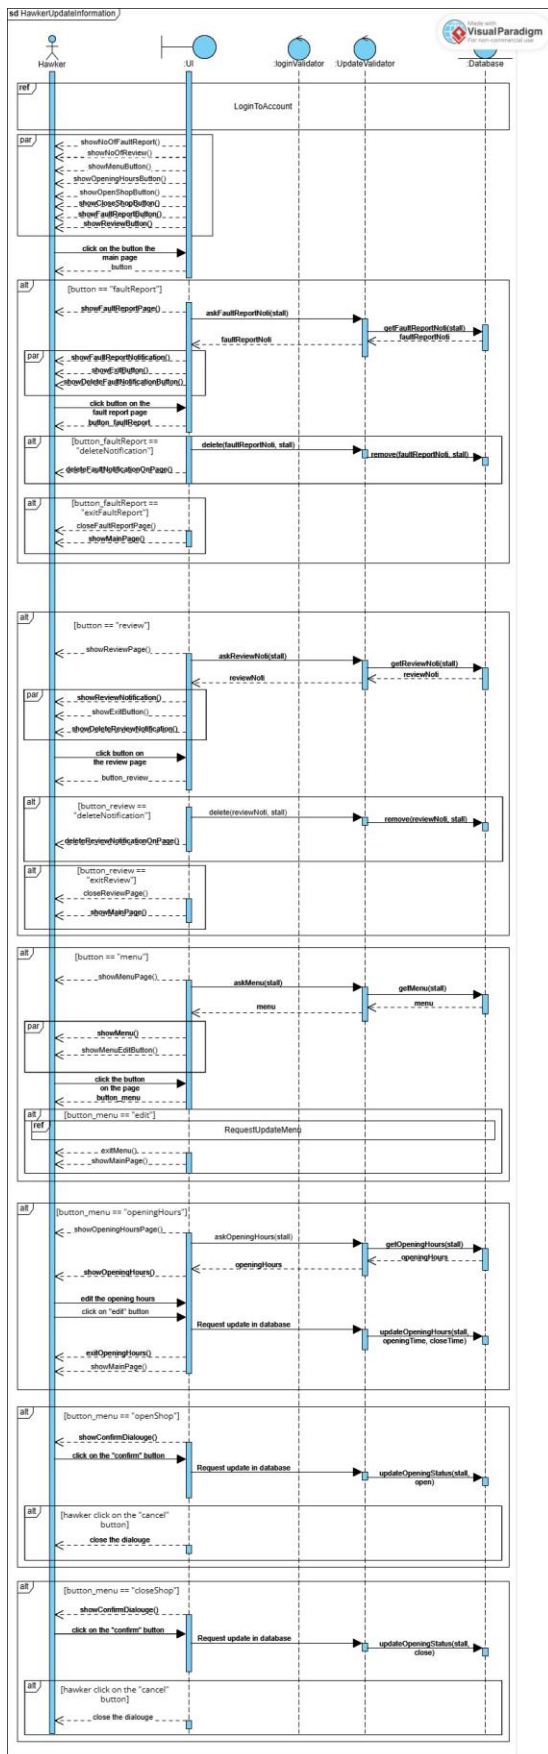 sd HawkerUpdateInformation
Made with
Visual Paradigm
For non-commercial use
Hawker
:UI
:loginValidator
:UpdateValidator
:Database
ref
LoginToAccount
par
showNoOfFaultReport()
showNoOfReview()
showMenuButton()
showOpeningHoursButton()
showOpenShopButton()
showCloseShopButton()
showFaultReportButton()
showReviewButton()
click on the button the
main page
button
alt
[button == "faultReport"]
showFaultReportPage()
askFaultReportNoti(stall)
getFaultReportNoti(stall)
faultReportNoti
faultReportNoti
par
showFaultReportNotification()
showExitButton()
showDeleteFaultNotificationButton()
click button on the
fault report page
button_faultReport
alt
[button_faultReport ==
"deleteNotification"]
delete(faultReportNoti, stall)
remove(faultReportNoti, stall)
deleteFaultNotificationOnPage()
alt
[button_faultReport ==
"exitFaultReport"]
closeFaultReportPage()
showMainPage()
alt
[button == "review"]
showReviewPage()
askReviewNoti(stall)
getReviewNoti(stall)
reviewNoti
reviewNoti
par
showReviewNotification()
showExitButton()
showDeleteReviewNotification()
click button on
the review page
button_review
alt
[button_review ==
"deleteNotification"]
delete(reviewNoti, stall)
remove(reviewNoti, stall)
deleteReviewNotificationOnPage()
alt
[button_review ==
"exitReview"]
closeReviewPage()
showMainPage()
alt
[button == "menu"]
showMenuPage()
askMenu(stall)
getMenu(stall)
menu
menu
par
showMenu()
showMenuEditButton()
click the button
on the page
button_menu
alt
[button_menu == "edit"]
ref
RequestUpdateMenu
exitMenu()
showMainPage()
alt
[button_menu == "openingHours]
showOpeningHoursPage()
askOpeningHours(stall)
getOpeningHours(stall)
openingHours
openingHours
showOpeningHours()
edit the opening hours
click on "edit" button
Request update in database
updateOpeningHours(stall,
openingTime, closeTime)
exitOpeningHours()
showMainPage()
alt
[button_menu == "openShop]
showConfirmDialouge()
click on the "confirm" button
Request update in database
updateOpeningStatus(stall,
open)
alt
[hawker click on the "cancel"
button]
close the dialouge
alt
[button_menu == "closeShop]
showConfirmDialouge()
click on the "confirm" button
Request update in database
updateOpeningStatus(stall,
close)
alt
[hawker click on the "cancel"
button]
close the dialouge